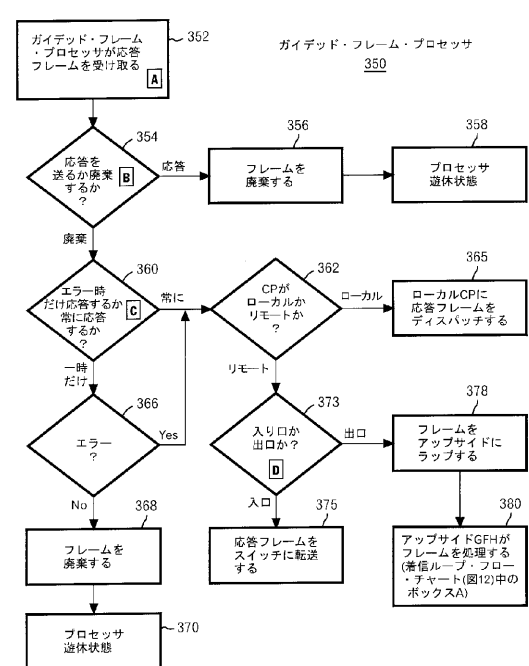 ガイデッド・フレーム
・プロセッサが応答
フレームを受け取る
A
352
ガイデッド・フレーム・プロセッサ
350
354
応答を
送るか廃棄
するか
?
B
応答
廃棄
356
フレームを
廃棄する
358
プロセッサ
遊休状態
360
エラー時
だけ応答するか
常に応答
するか?
C
常に
一時
だけ
362
CPが
ローカルか
リモートか
?
ローカル
リモート
365
ローカルCPに
応答フレームを
ディスパッチする
366
エラー
?
Yes
No
373
入り口か
出口か?
D
出口
入口
378
フレームを
アップサイドに
ラップする
368
フレームを
廃棄する
375
応答フレームを
スイッチに転送
する
380
アップサイドGFHが
フレームを処理する
(着信ループ・フロー
・チャート(図12)中の
ボックスA)
プロセッサ
遊休状態
370